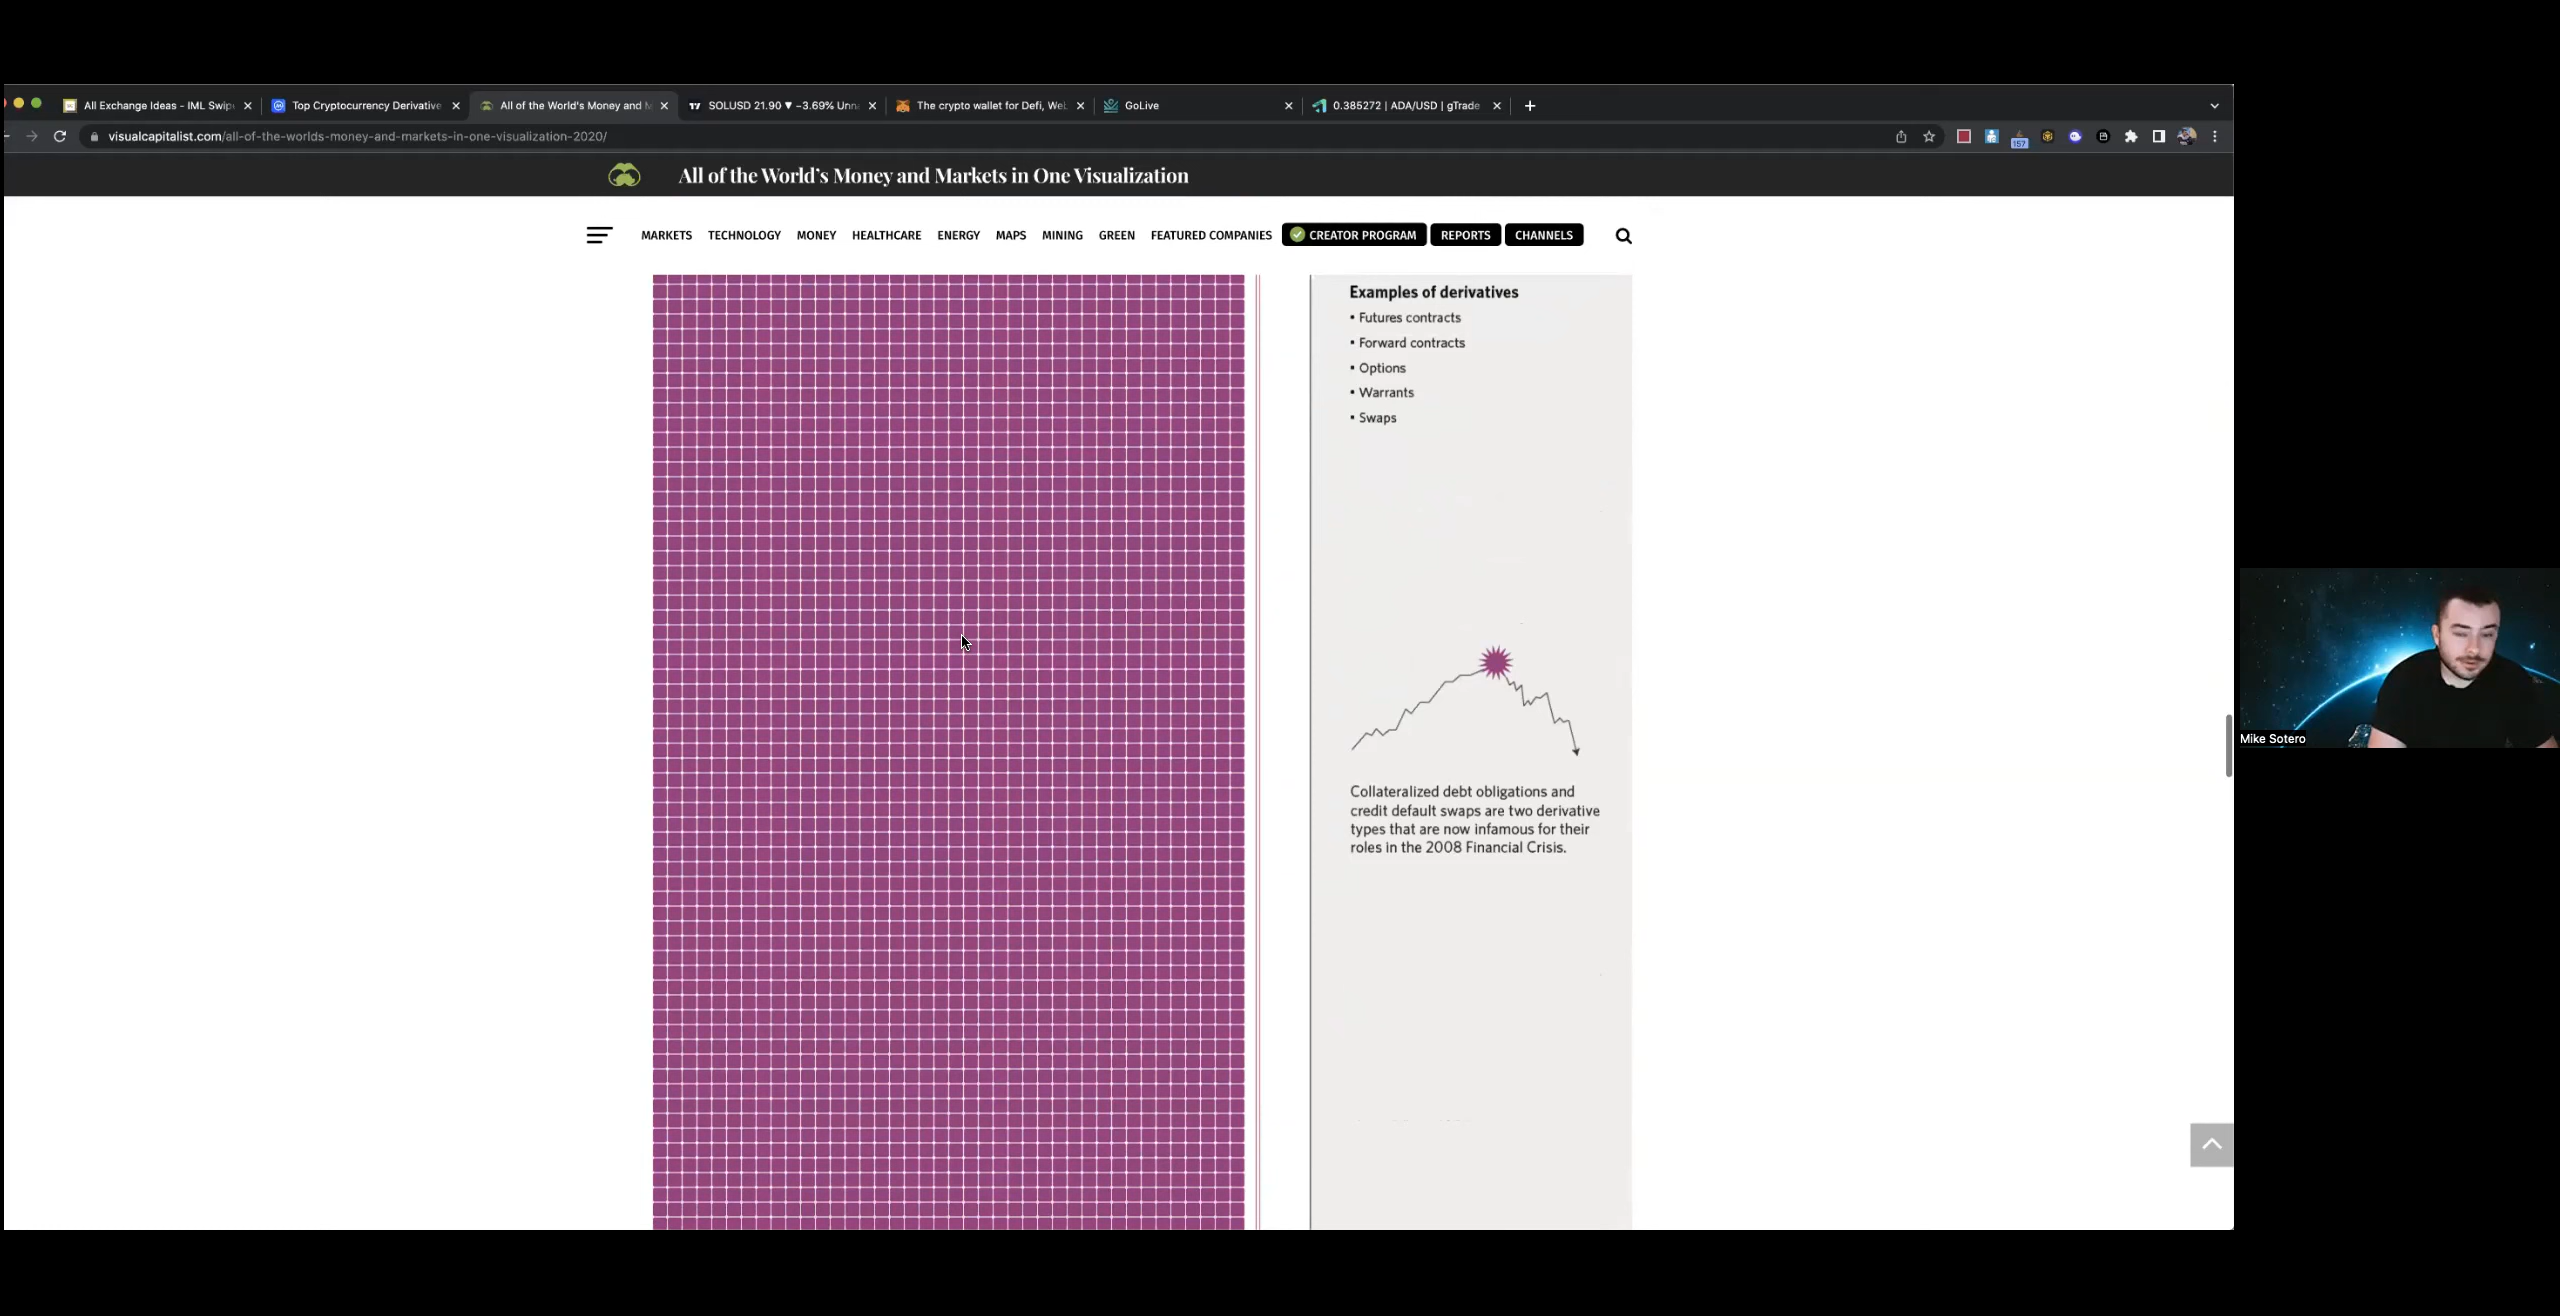 All Exchange Ideas - IML Swip
Top Cryptocurrency Derivative
All of the World's Money and M
SOLUSD 21.90 ▼ −3.69% Unn
The crypto wallet for Defi, We
GoLive
0.385272 | ADA/USD | gTrade
visualcapitalist.com/all-of-the-worlds-money-and-markets-in-one-visualization-2020/
157
All of the World's Money and Markets in One Visualization
MARKETS TECHNOLOGY MONEY HEALTHCARE ENERGY MAPS MINING GREEN FEATURED COMPANIES CREATOR PROGRAM REPORTS CHANNELS
Examples of derivatives
• Futures contracts
• Forward contracts
• Options
• Warrants
• Swaps
Collateralized debt obligations and
credit default swaps are two derivative
types that are now infamous for their
roles in the 2008 Financial Crisis.
Mike Sotero